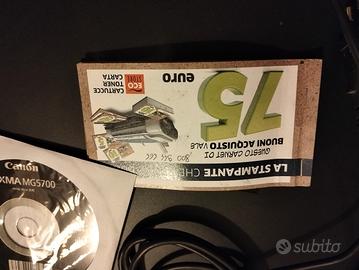 LA STAMPANTE CHE
QUESTO CARNET DI
BUONI ACQUISTO VALE
75
euro
ECO
STORE
CARTUCCE
TONER
CARTA
Canon
XMA MG5700
subito